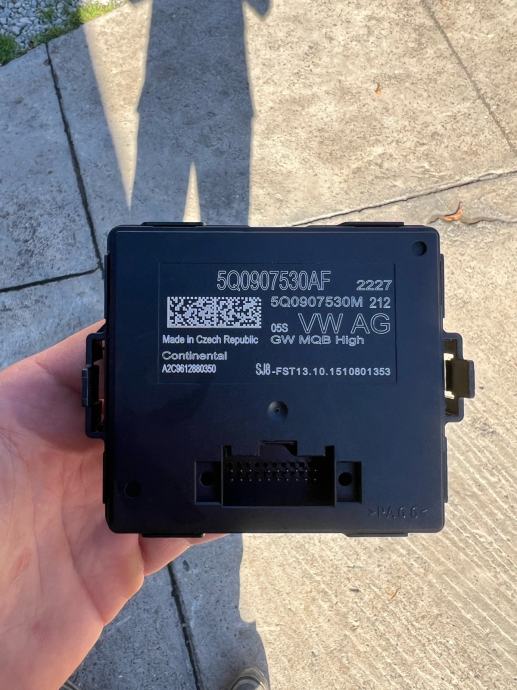 5Q0907530AF 2227
5Q0907530M 212
05S VW AG
Made in Czech Republic GW MQB High
Continental
A2C9612880350 SJ8-FST13.10.1510801353